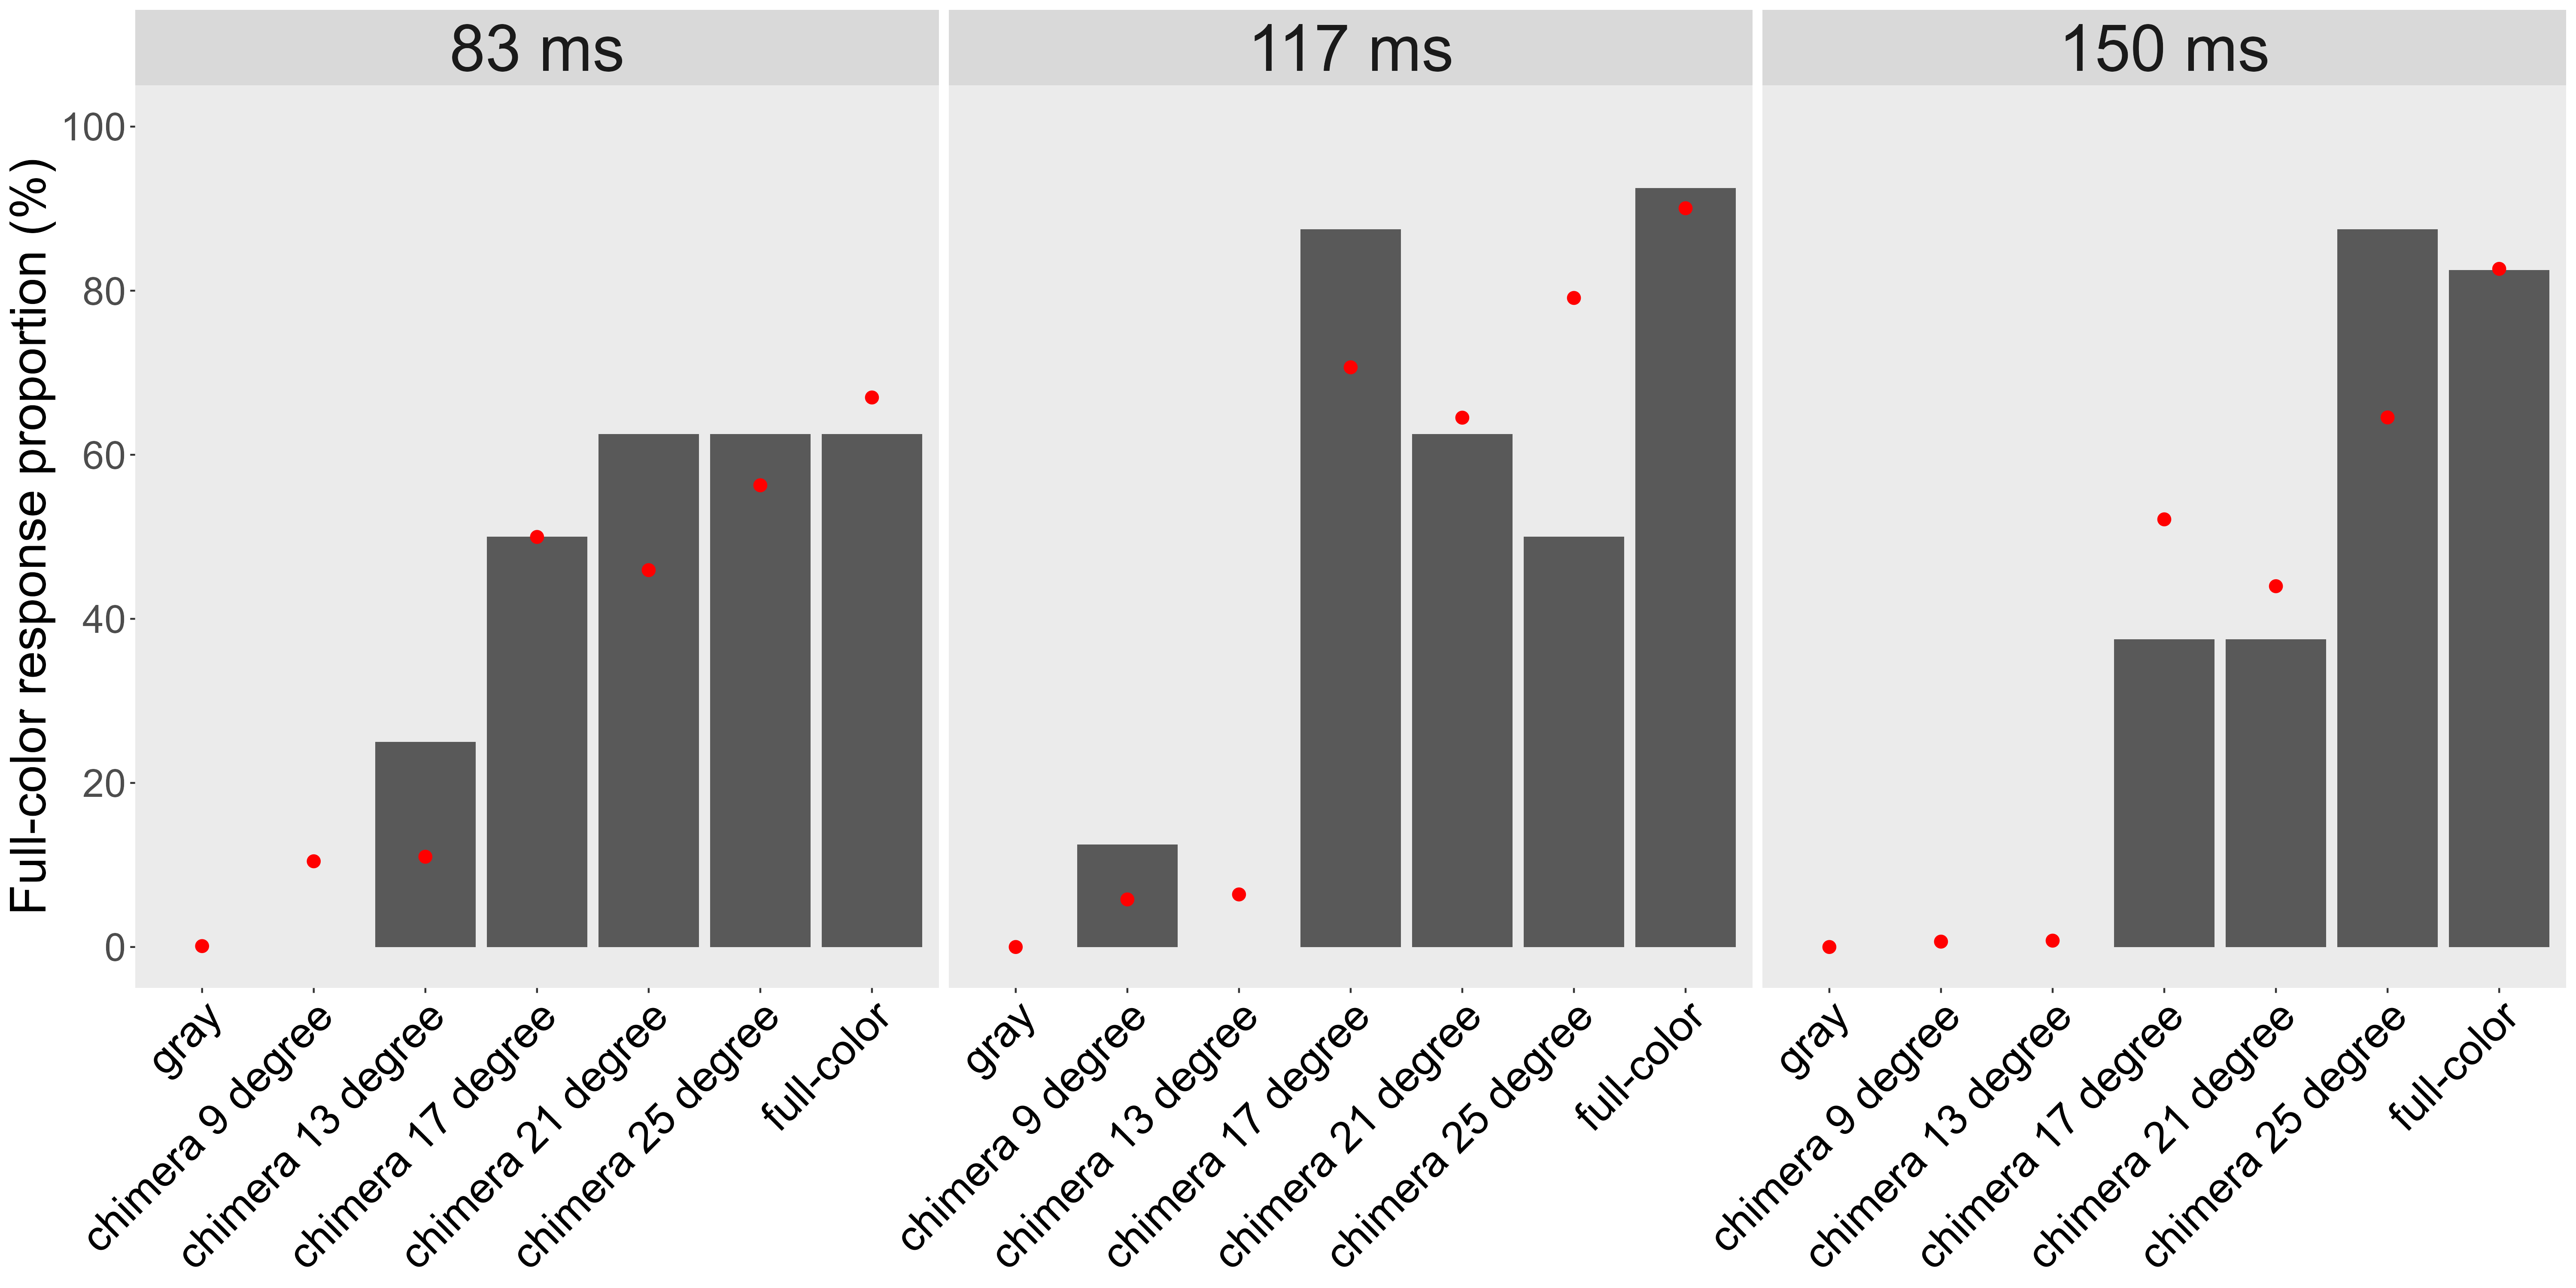 83 ms
117 ms
150 ms
Full-color response proportion (%)
100
80
60
40
20
0
gray
chimera 9 degree
chimera 13 degree
chimera 17 degree
chimera 21 degree
chimera 25 degree
full-color
gray
chimera 9 degree
chimera 13 degree
chimera 17 degree
chimera 21 degree
chimera 25 degree
full-color
gray
chimera 9 degree
chimera 13 degree
chimera 17 degree
chimera 21 degree
chimera 25 degree
full-color